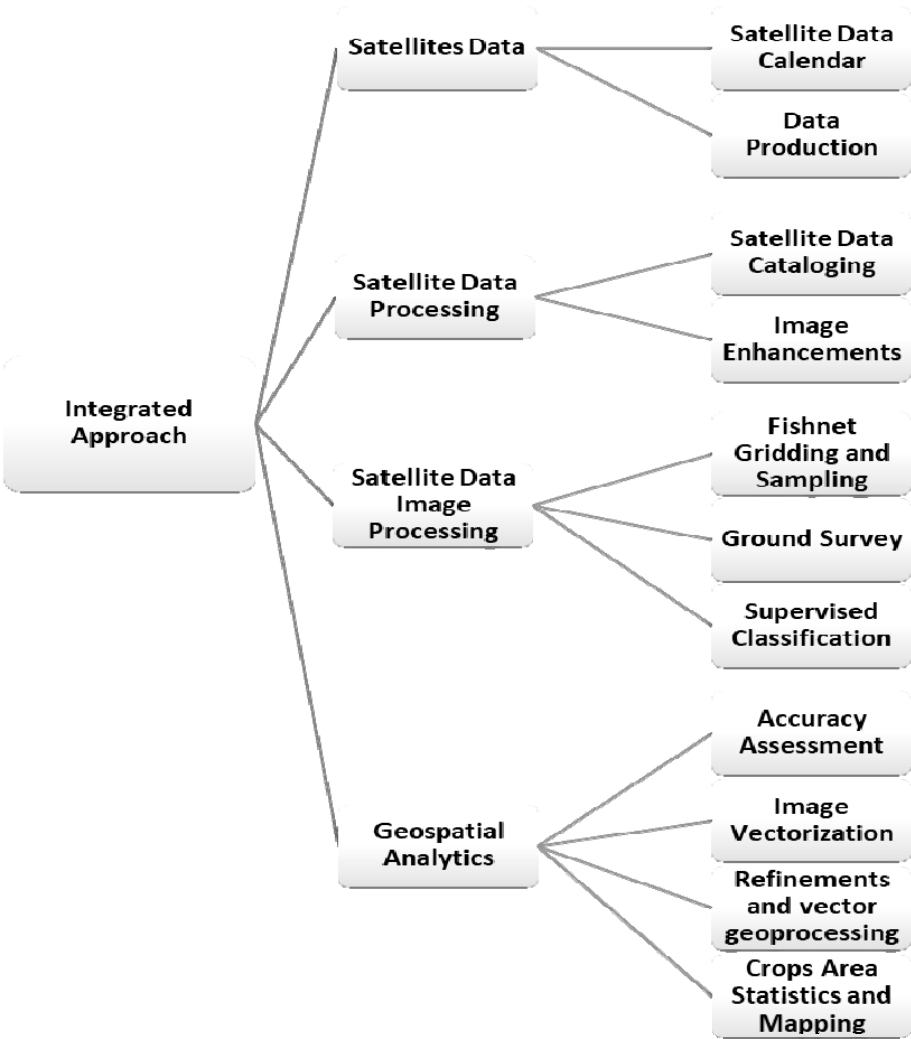 Satellites Data
Satellite Data
Calendar
Data
Production
Satellite Data
Processing
Satellite Data
Cataloging
Image
Enhancements
Integrated
Approach
Satellite Data
Image
Processing
Fishnet
Gridding and
Sampling
Ground Survey
Supervised
Classification
Geospatial
Analytics
Accuracy
Assessment
Image
Vectorization
Refinements
and vector
geoprocessing
Crops Area
Statistics and
Mapping